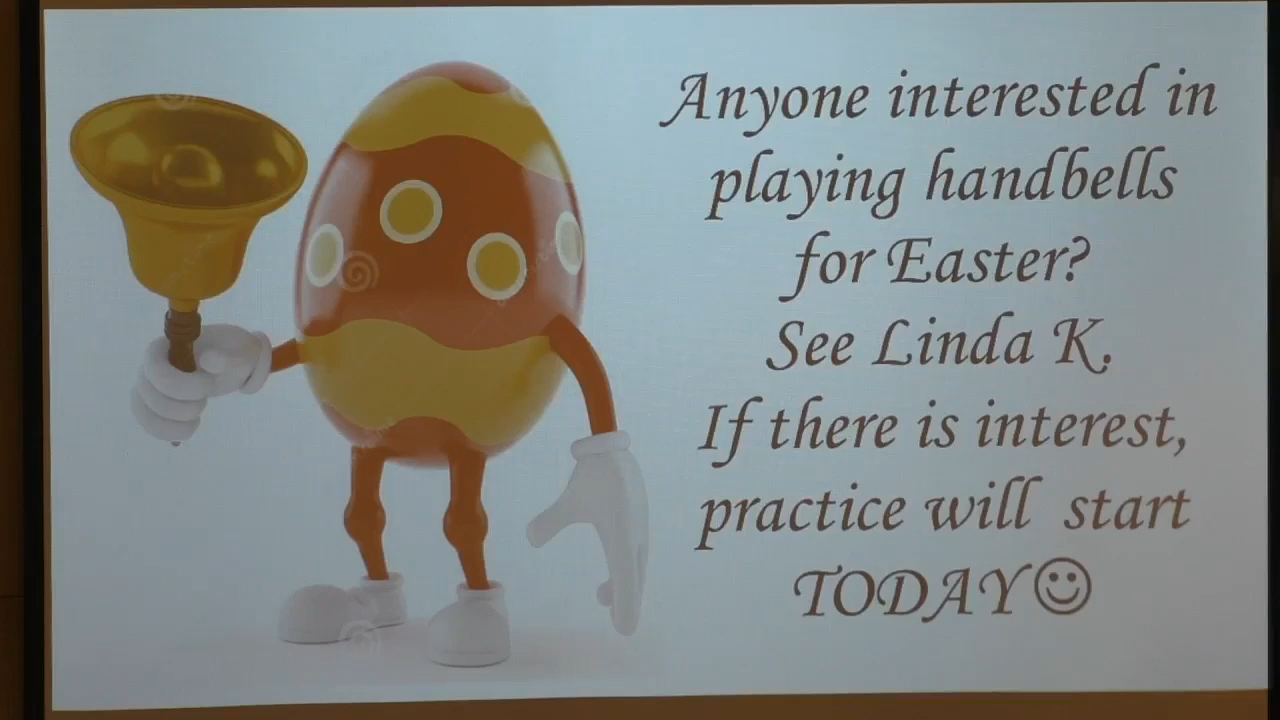 Anyone interested in
playing handbells
for Easter?
See Linda K.
If there is interest,
practice will start
TODAY☺